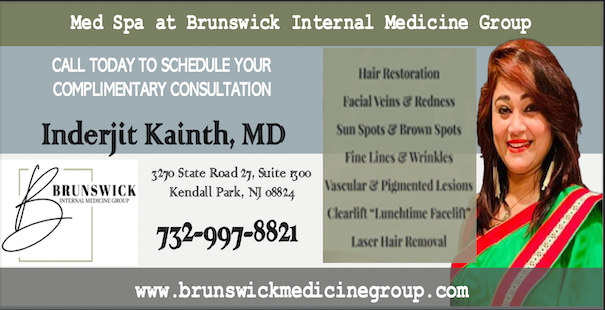 Med Spa at Brunswick Internal Medicine Group
CALL TODAY TO SCHEDULE YOUR
COMPLIMENTARY CONSULTATION
Inderjit Kainth, MD
B BRUNSWICK
INTERNAL MEDICINE GROUP
3270 State Road 27, Suite 1300
Kendall Park, NJ 08824
732-997-8821
Hair Restoration
Facial Veins & Redness
Sun Spots & Brown Spots
Fine Lines & Wrinkles
Vascular & Pigmented Lesions
Clearlift "Lunchtime Facelift"
Laser Hair Removal
www.brunswickmedicinegroup.com